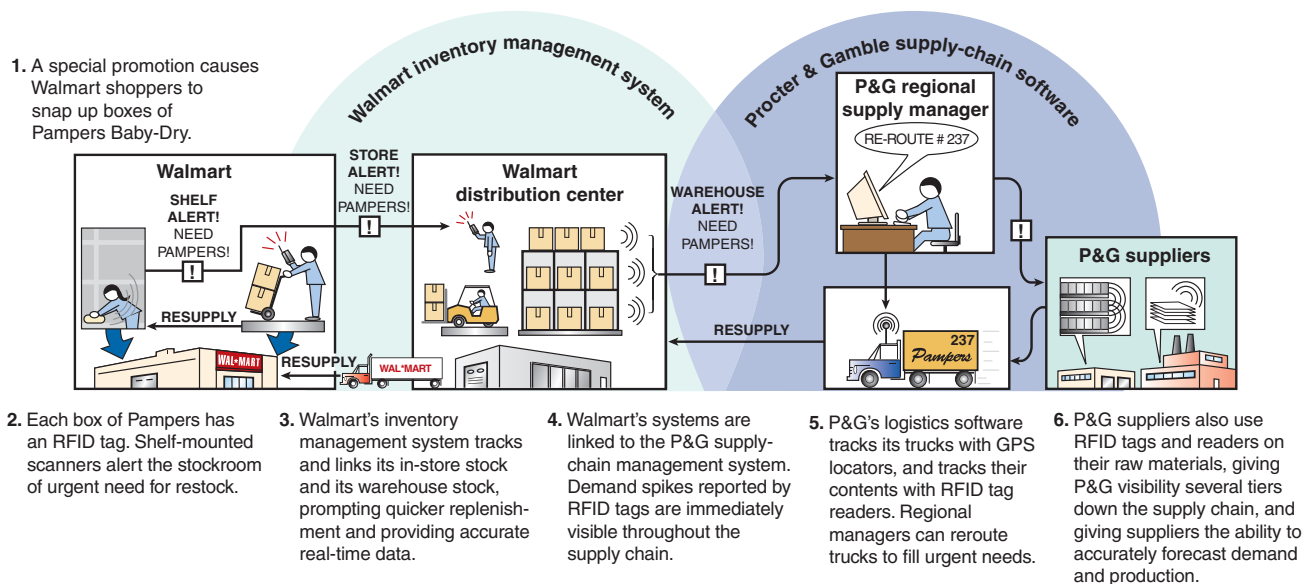 Walmart inventory management system
Procter & Gamble supply-chain software
1. A special promotion causes
Walmart shoppers to
snap up boxes of
Pampers Baby-Dry.
Walmart
SHELF
ALERT!
NEED
PAMPERS!
!
RESUPPLY
WAL★MART
STORE
ALERT!
NEED
PAMPERS!
!
RESUPPLY
WAL*MART
Walmart
distribution center
WAREHOUSE
ALERT!
NEED
PAMPERS!
!
P&G regional
supply manager
RE-ROUTE # 237
!
RESUPPLY
237
Pampers
P&G suppliers
2. Each box of Pampers has
an RFID tag. Shelf-mounted
scanners alert the stockroom
of urgent need for restock.
3. Walmart’s inventory
management system tracks
and links its in-store stock
and its warehouse stock,
prompting quicker replenish-
ment and providing accurate
real-time data.
4. Walmart’s systems are
linked to the P&G supply-
chain management system.
Demand spikes reported by
RFID tags are immediately
visible throughout the
supply chain.
5. P&G’s logistics software
tracks its trucks with GPS
locators, and tracks their
contents with RFID tag
readers. Regional
managers can reroute
trucks to fill urgent needs.
6. P&G suppliers also use
RFID tags and readers on
their raw materials, giving
P&G visibility several tiers
down the supply chain, and
giving suppliers the ability to
accurately forecast demand
and production.